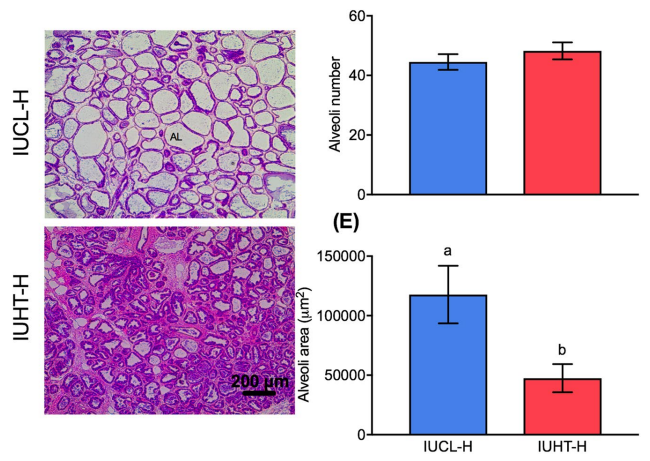 IUCL-H
AL
IUHT-H
200 µm
Alveoli number
60
40
20
0
(E)
Alveoli area (µm²)
150000
100000
50000
0
a
b
IUCL-H
IUHT-H